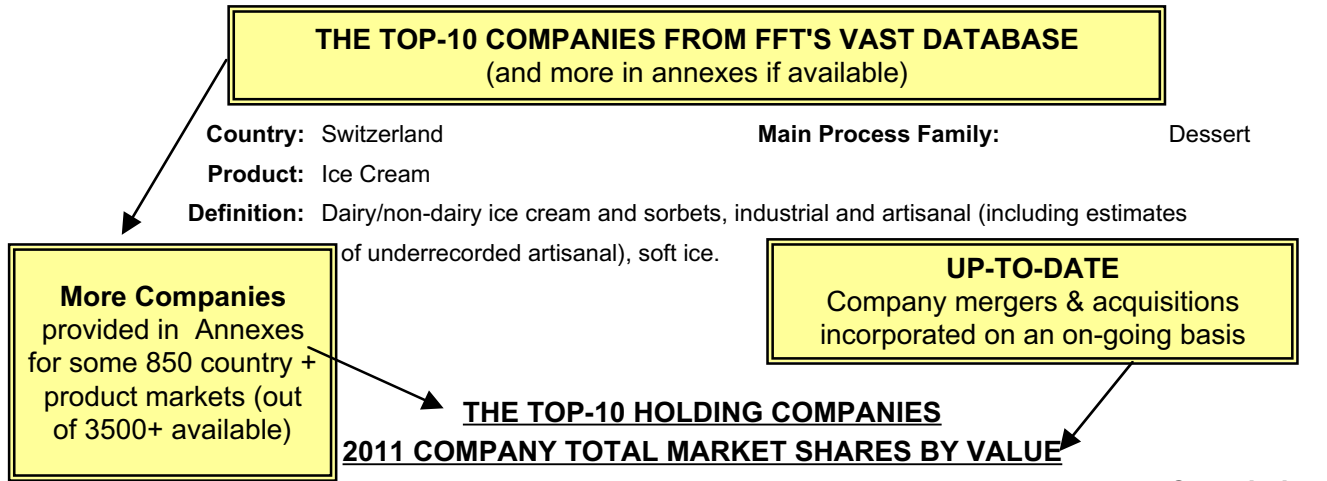 THE TOP-10 COMPANIES FROM FFT'S VAST DATABASE
(and more in annexes if available)
Country: Switzerland Main Process Family: Dessert
Product: Ice Cream
Definition: Dairy/non-dairy ice cream and sorbets, industrial and artisanal (including estimates
of underrecorded artisanal), soft ice.
More Companies
provided in Annexes
for some 850 country +
product markets (out
of 3500+ available)
UP-TO-DATE
Company mergers & acquisitions
incorporated on an on-going basis
THE TOP-10 HOLDING COMPANIES
2011 COMPANY TOTAL MARKET SHARES BY VALUE